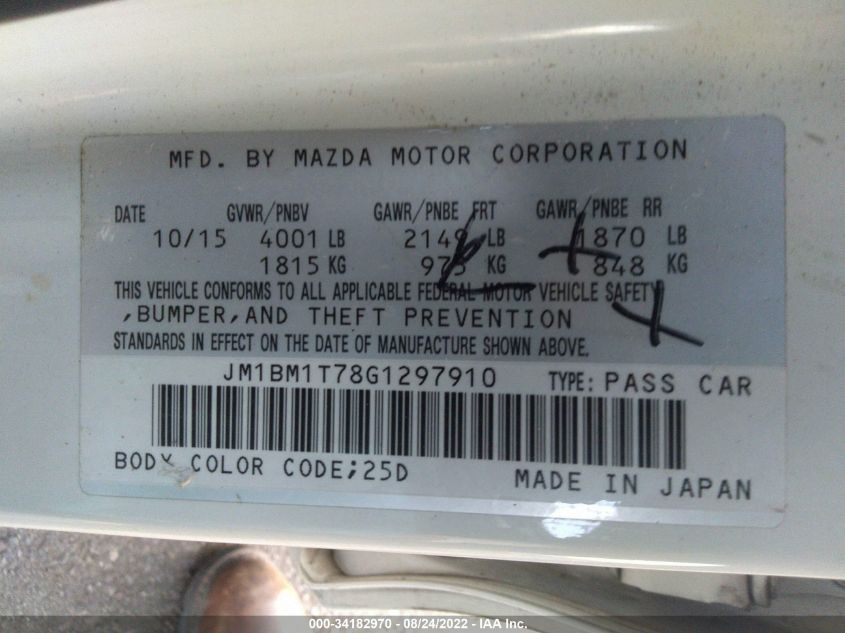 MFD. BY MAZDA MOTOR CORPORATION
DATE GVWR/PNBV GAWR/PNBE FRT GAWR/PNBE RR
10/15 4001 LB 2149 LB 1870 LB
1815 KG 975 KG 848 KG
THIS VEHICLE CONFORMS TO ALL APPLICABLE FEDERAL MOTOR VEHICLE SAFETY
,BUMPER,AND THEFT PREVENTION
STANDARDS IN EFFECT ON THE DATE OF MANUFACTURE SHOWN ABOVE.
JM1BM1T78G1297910 TYPE: PASS CAR
BODY COLOR CODE;25D MADE IN JAPAN
000-34182970 - 08/24/2022 - IAA Inc.